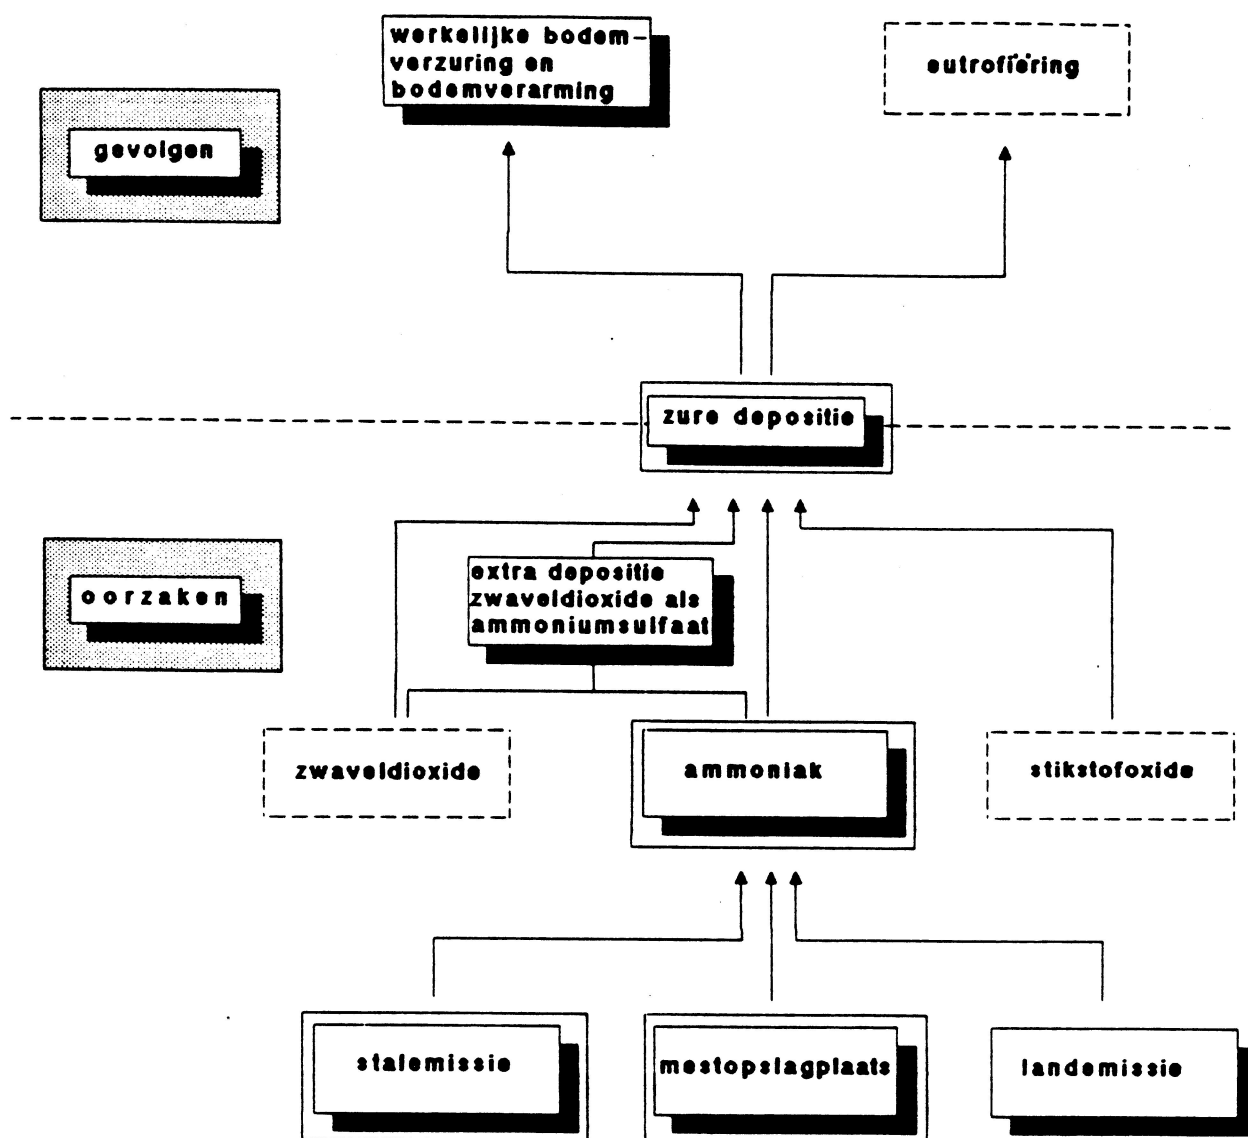 werkelijke bodem-
verzuring en
bodemverarming
eutrofiëring
gevolgen
zure depositie
oorzaken
extra depositie
zwaveldioxide als
ammoniumsulfaat
zwaveldioxide
ammoniak
stikstofoxide
stalemissie
mestopslagplaats
landemissie